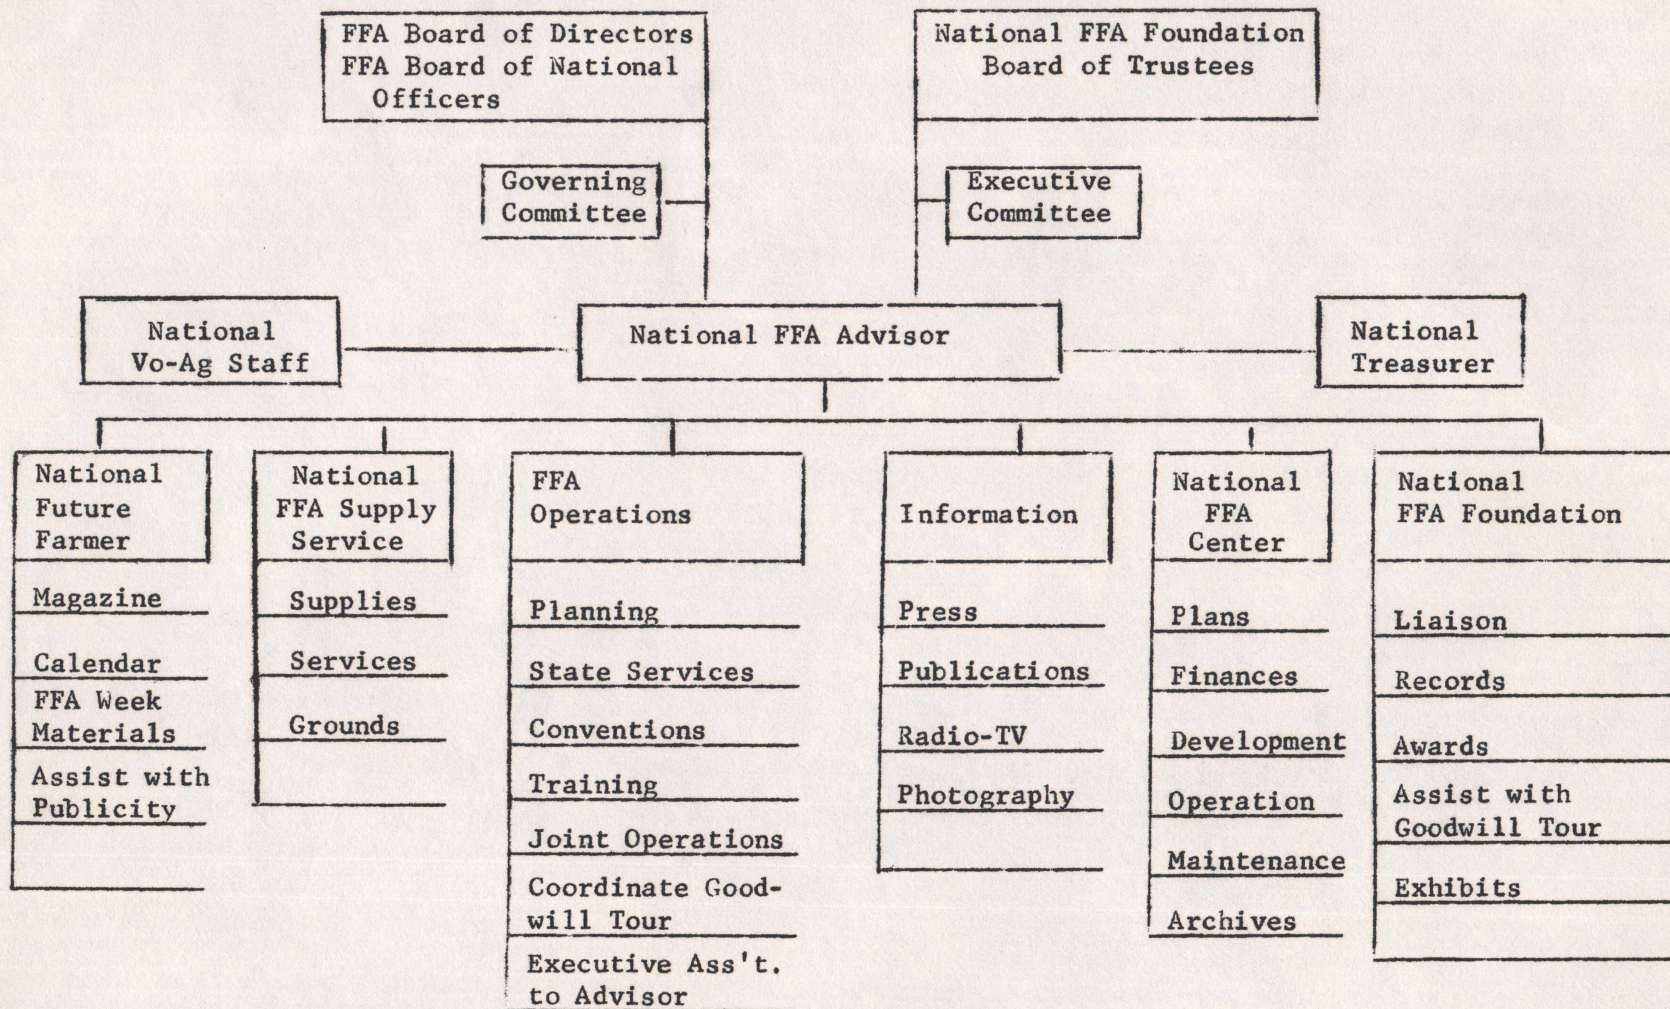 FFA Board of Directors
FFA Board of National
Officers
National FFA Foundation
Board of Trustees
Governing
Committee
Executive
Committee
National
Vo-Ag Staff
National FFA Advisor
National
Treasurer
National
Future
Farmer
Magazine
Calendar
FFA Week
Materials
Assist with
Publicity
National
FFA Supply
Service
Supplies
Services
Grounds
FFA
Operations
Planning
State Services
Conventions
Training
Joint Operations
Coordinate Good-
will Tour
Executive Ass't.
to Advisor
Information
Press
Publications
Radio-TV
Photography
National
FFA
Center
Plans
Finances
Development
Operation
Maintenance
Archives
National
FFA Foundation
Liaison
Records
Awards
Assist with
Goodwill Tour
Exhibits